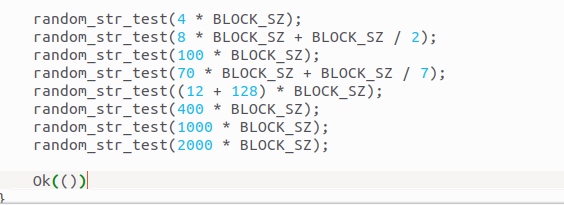 random_str_test(4 * BLOCK_SZ);
random_str_test(8 * BLOCK_SZ + BLOCK_SZ / 2);
random_str_test(100 * BLOCK_SZ);
random_str_test(70 * BLOCK_SZ + BLOCK_SZ / 7);
random_str_test((12 + 128) * BLOCK_SZ);
random_str_test(400 * BLOCK_SZ);
random_str_test(1000 * BLOCK_SZ);
random_str_test(2000 * BLOCK_SZ);
Ok(())
}